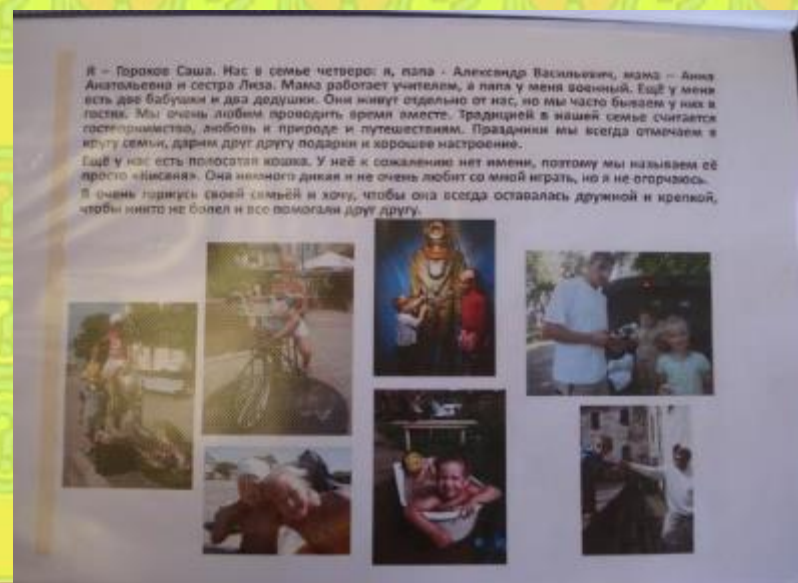 Я – Горохов Саша. Нас в семье четверо: я, папа - Александр Васильевич, мама – Анна
Анатольевна и сестра Лиза. Мама работает учителем, а папа у меня военный. Ещё у меня
есть две бабушки и два дедушки. Они живут отдельно от нас, но мы часто бываем у них в
гостях. Мы очень любим проводить время вместе. Традицией в нашей семье считается
гостеприимство, любовь к природе и путешествиям. Праздники мы всегда отмечаем в
кругу семьи, дарим друг другу подарки и хорошее настроение.
Ещё у нас есть полосатая кошка. У неё к сожалению нет имени, поэтому мы называем её
просто «Кисаня». Она немного дикая и не очень любит со мной играть, но я не огорчаюсь.
Я очень горжусь своей семьёй и хочу, чтобы она всегда оставалась дружной и крепкой,
чтобы никто не болел и все помогали друг другу.